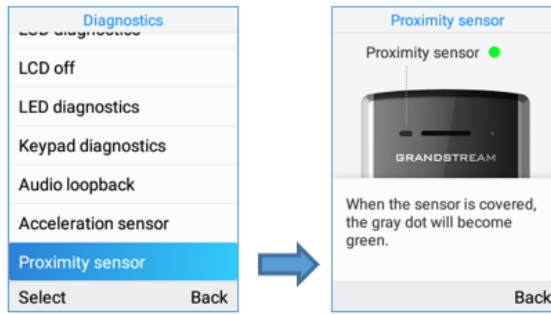 Diagnostics
LCD off
LED diagnostics
Keypad diagnostics
Audio loopback
Acceleration sensor
Proximity sensor
Select Back
Proximity sensor
Proximity sensor
GRANDSTREAM
When the sensor is covered,
the gray dot will become
green.
Back